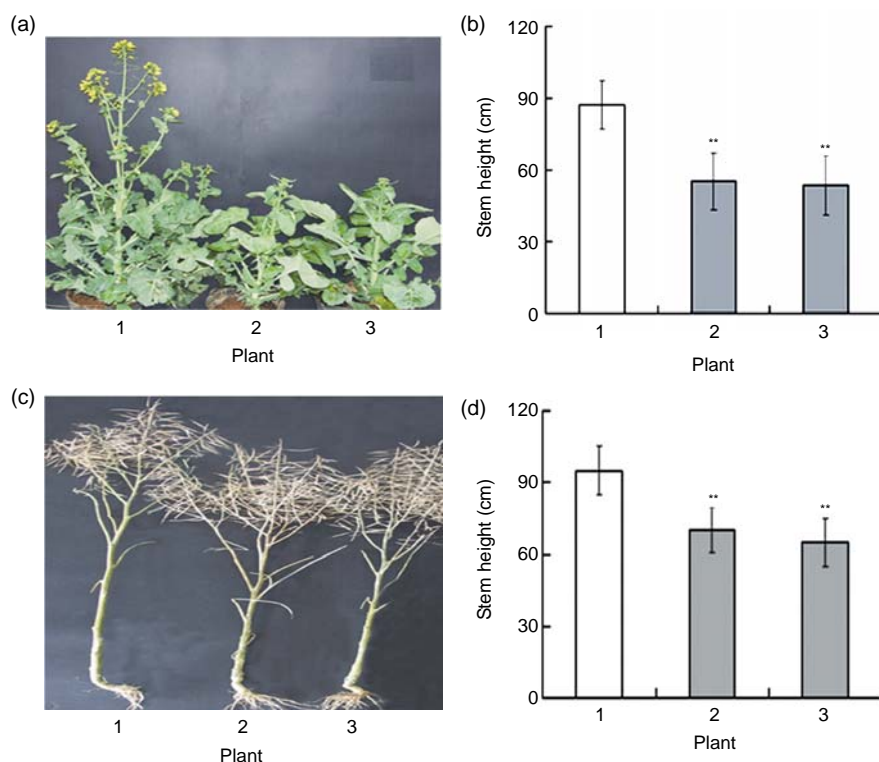 (a)
1 2 3
Plant
(b)
Stem height (cm)
120
90
60
30
0
**
**
1 2 3
Plant
(c)
1 2 3
Plant
(d)
Stem height (cm)
120
90
60
30
0
**
**
1 2 3
Plant